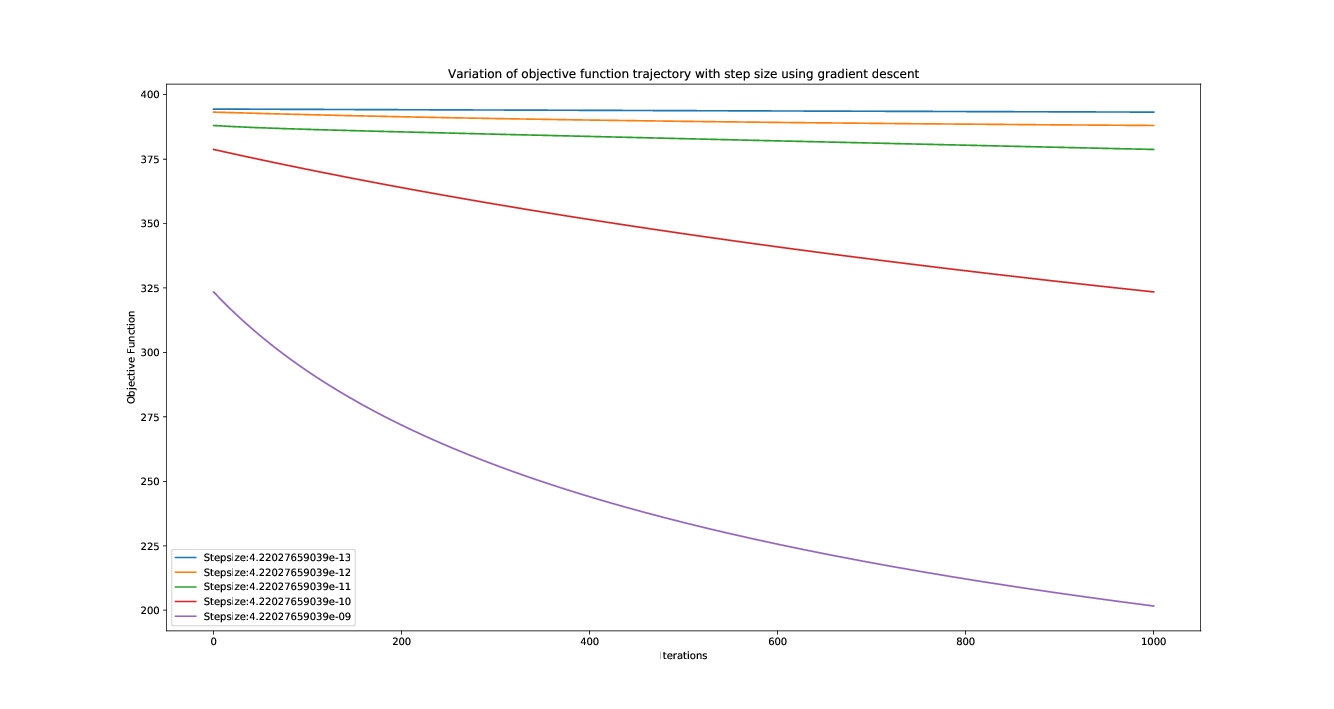 Variation of objective function trajectory with step size using gradient descent
400
375
350
325
300
275
250
225
200
Objective Function
Stepsize:4.22027659039e-13
Stepsize:4.22027659039e-12
Stepsize:4.22027659039e-11
Stepsize:4.22027659039e-10
Stepsize:4.22027659039e-09
0 200 400 600 800 1000
Iterations